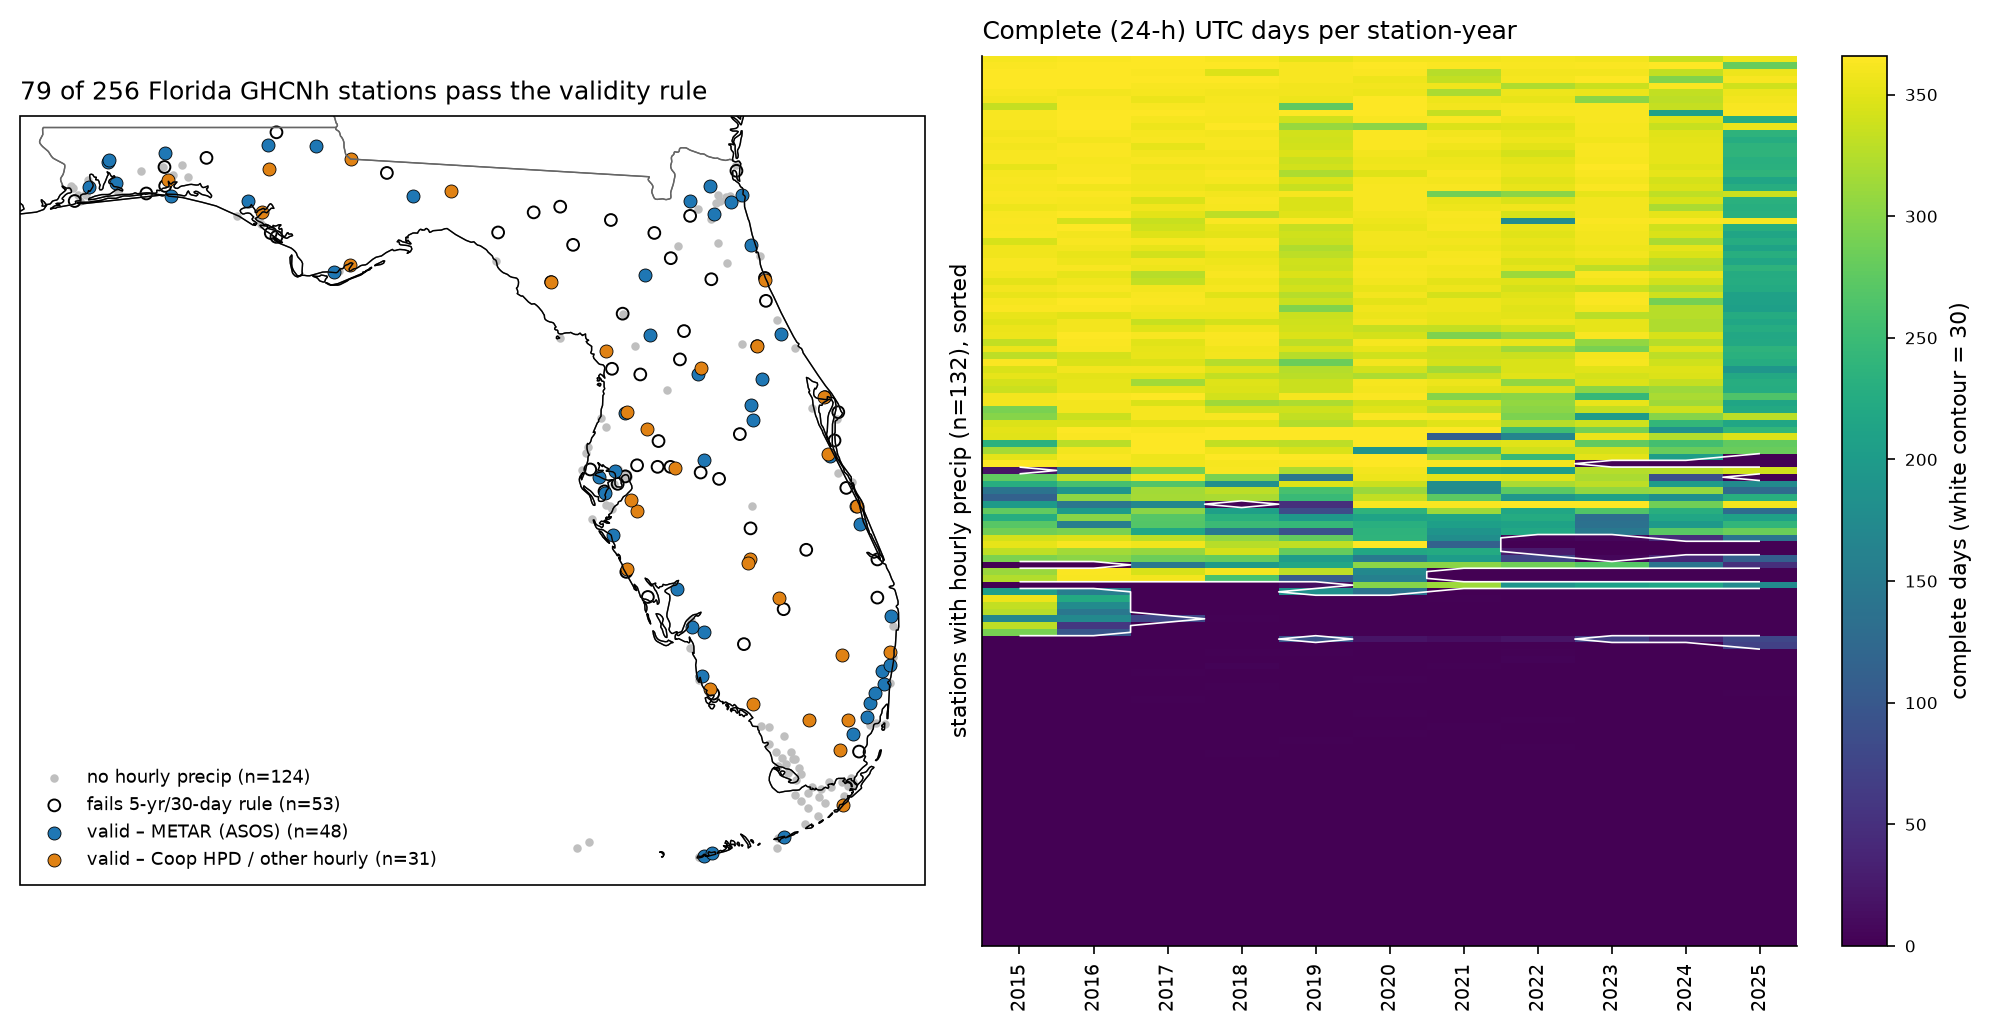 79 of 256 Florida GHCNh stations pass the validity rule
no hourly precip (n=124)
fails 5-yr/30-day rule (n=53)
valid – METAR (ASOS) (n=48)
valid – Coop HPD / other hourly (n=31)
Complete (24-h) UTC days per station-year
stations with hourly precip (n=132), sorted
2015
2016
2017
2018
2019
2020
2021
2022
2023
2024
2025
350
300
250
200
150
100
50
0
complete days (white contour = 30)